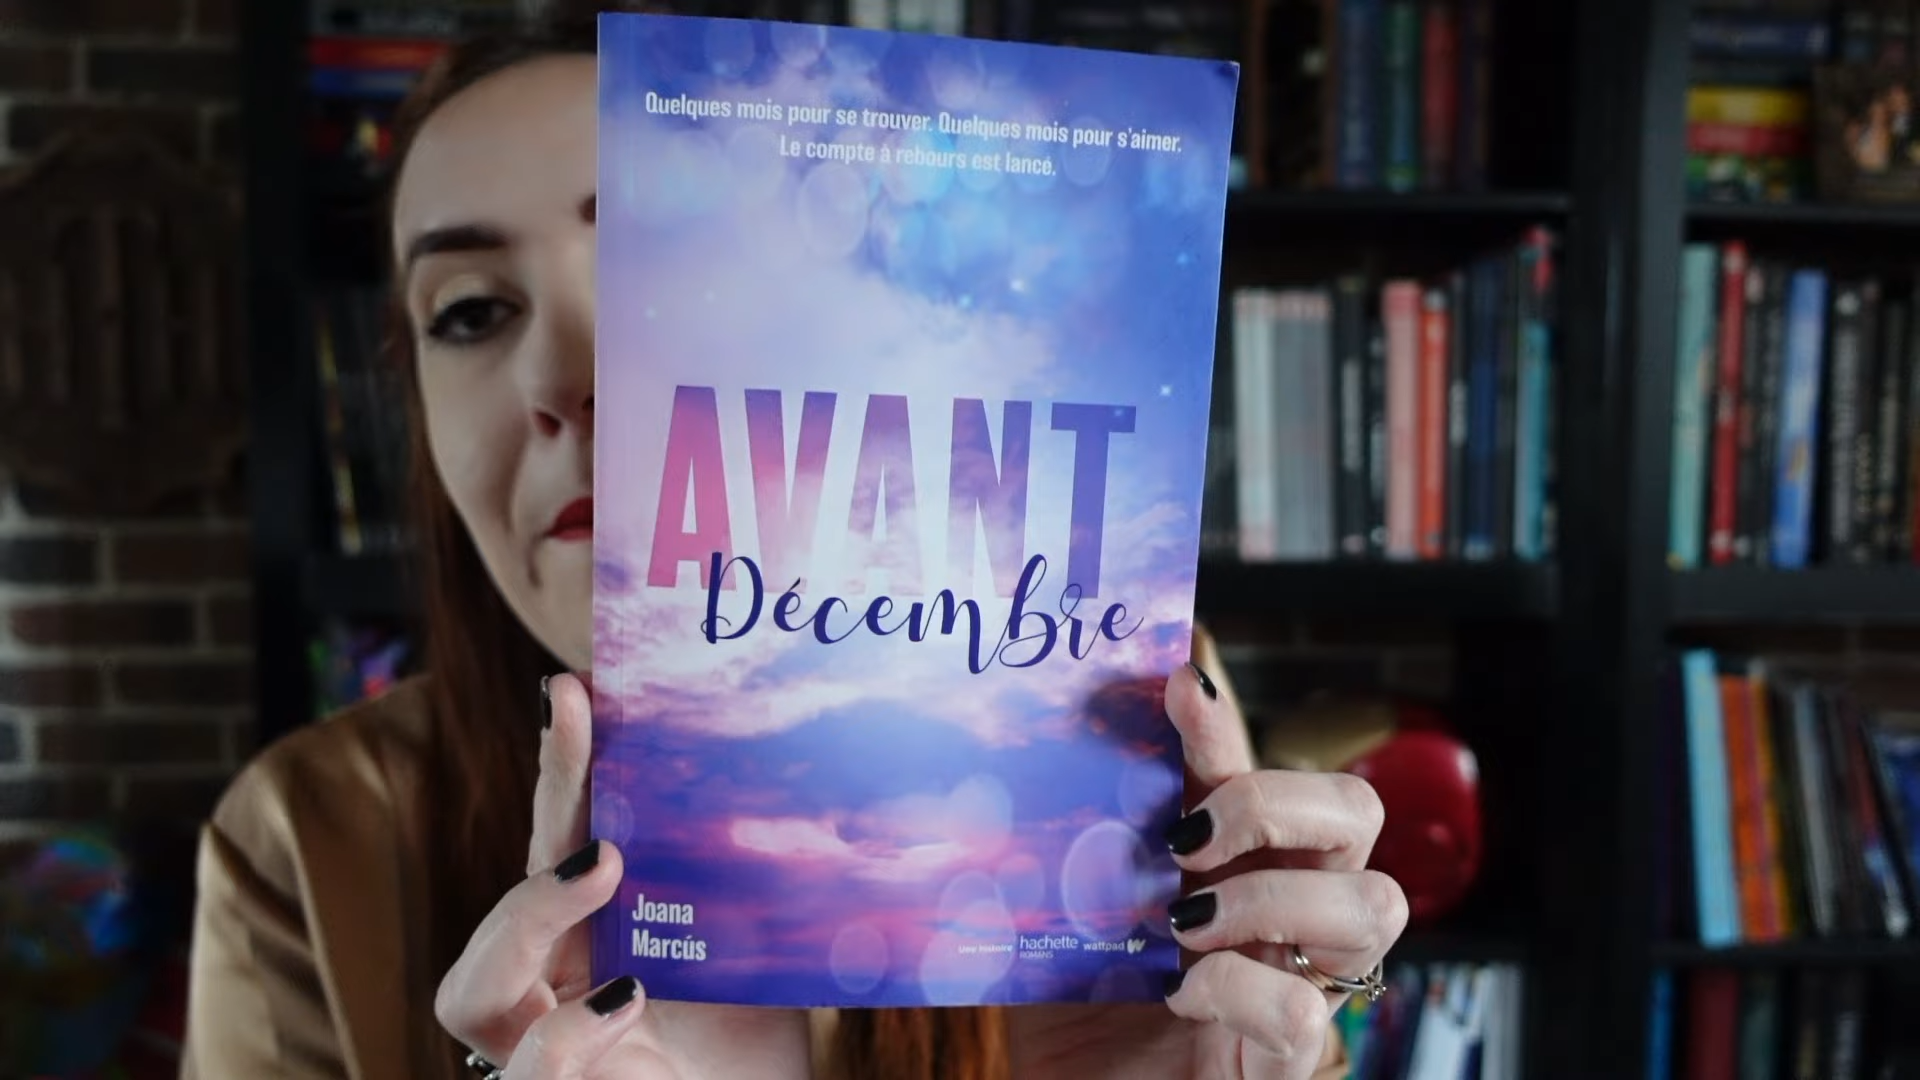 Quelques mois pour se trouver. Quelques mois pour s'aimer.
Le compte à rebours est lancé.
AVANT
Décembre
Joana
Marcús
Une histoire hachette wattpad
ROMANS